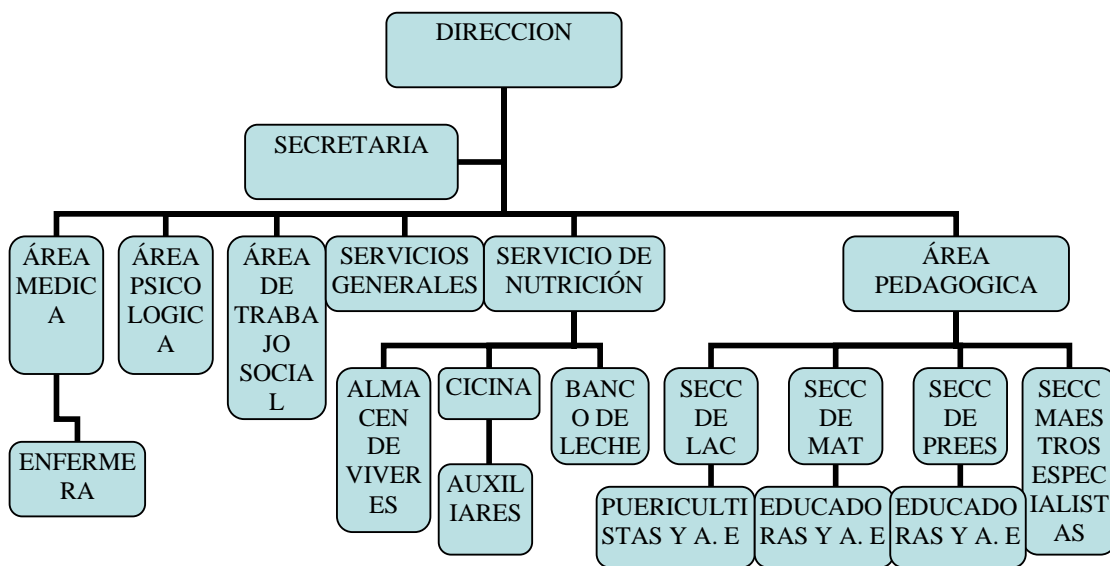 DIRECCION
SECRETARIA
ÁREA
MEDIC
A
ÁREA
PSICO
LOGIC
A
ÁREA
DE
TRABA
JO
SOCIA
L
SERVICIOS
GENERALES
SERVICIO DE
NUTRICIÓN
ÁREA
PEDAGOGICA
ENFERME
RA
ALMA
CEN
DE
VIVER
ES
CICINA
AUXIL
IARES
BANC
O DE
LECHE
SECC
DE
LAC
SECC
DE
MAT
SECC
DE
PREES
SECC
MAES
TROS
ESPEC
IALIST
AS
PUERICULTI
STAS Y A. E
EDUCADO
RAS Y A. E
EDUCADO
RAS Y A. E